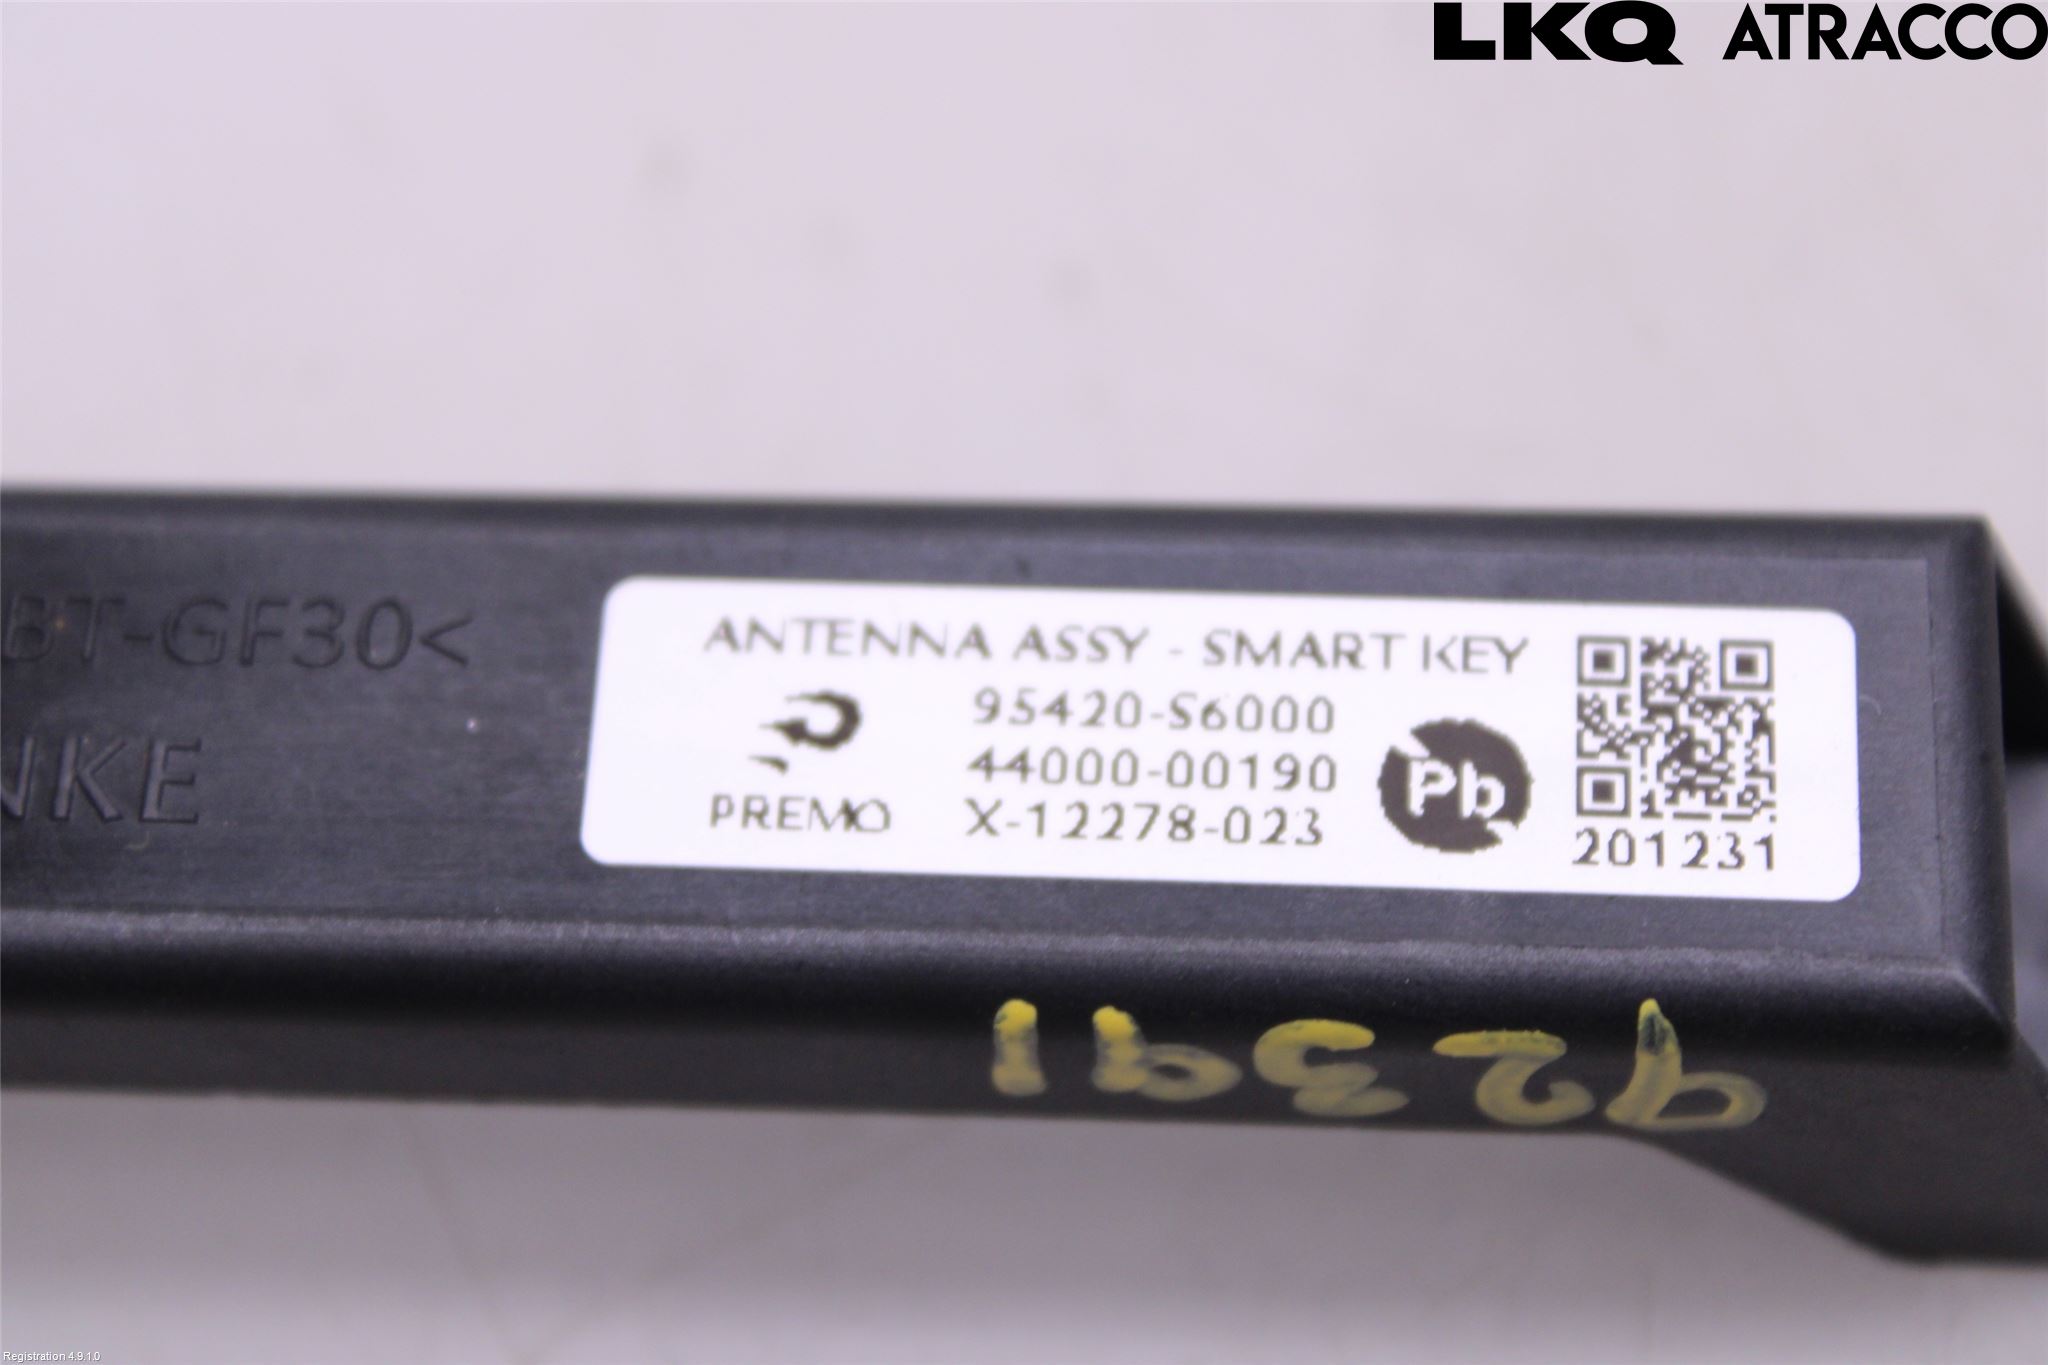 LKQ ATRACCO
BT-GF30<
NKE
ANTENNA ASSY - SMART KEY
95420-S6000
44000-00190
X-12278-023
PREMO
Pb
201231
92391
Registration 4.9.1.0